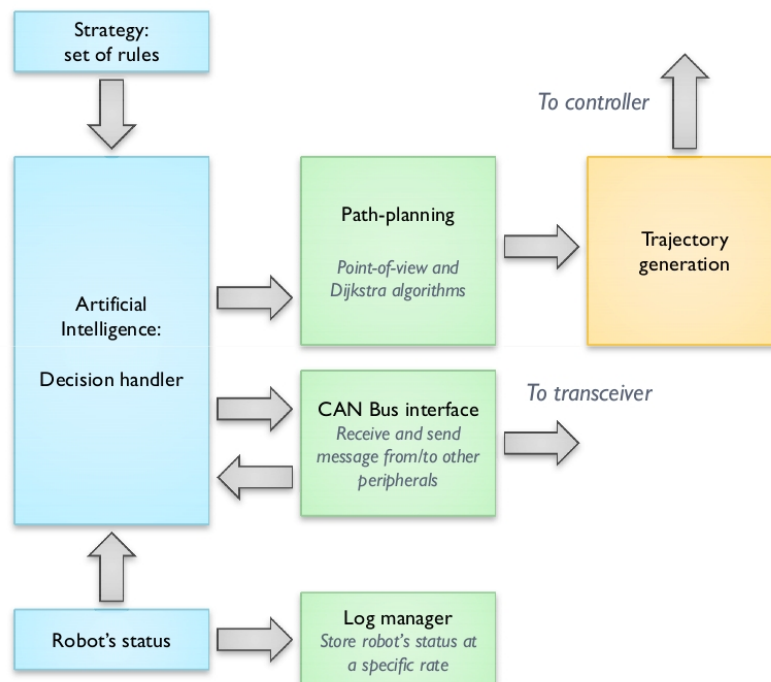 Strategy:
set of rules
To controller
Path-planning
Point-of-view and
Dijkstra algorithms
Trajectory
generation
Artificial
Intelligence:
Decision handler
To transceiver
CAN Bus interface
Receive and send
message from/to other
peripherals
Robot's status
Log manager
Store robot's status at
a specific rate